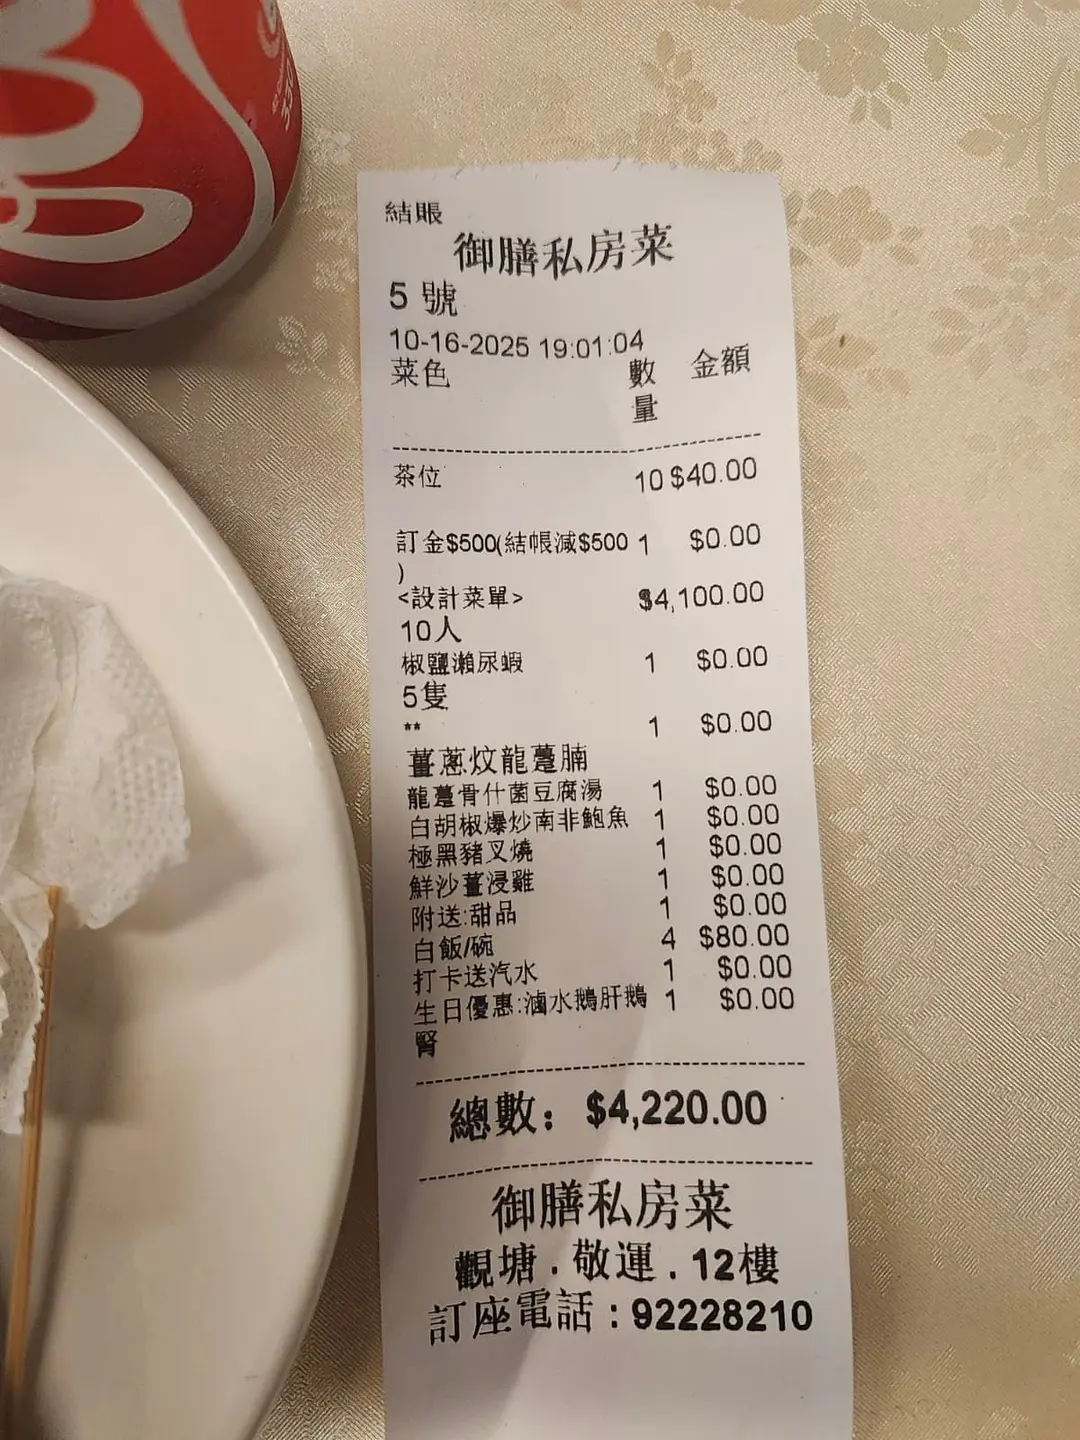 330
結賬
御膳私房菜
5 號
10-16-2025 19:01:04
菜色 數量 金額
茶位 10 $40.00
訂金$500(結帳減$500 1 $0.00
)
<設計菜單> $4,100.00
10人
椒鹽瀨尿蝦 1 $0.00
5隻
** 1 $0.00
薑蔥炆龍躉腩
龍躉骨什菌豆腐湯 1 $0.00
白胡椒爆炒南非鮑魚 1 $0.00
極黑豬叉燒 1 $0.00
鮮沙薑浸雞 1 $0.00
附送:甜品 1 $0.00
白飯/碗 4 $80.00
打卡送汽水 1 $0.00
生日優惠:滷水鵝肝鵝 1 $0.00
腎
總數: $4,220.00
御膳私房菜
觀塘.敬運.12樓
訂座電話:92228210